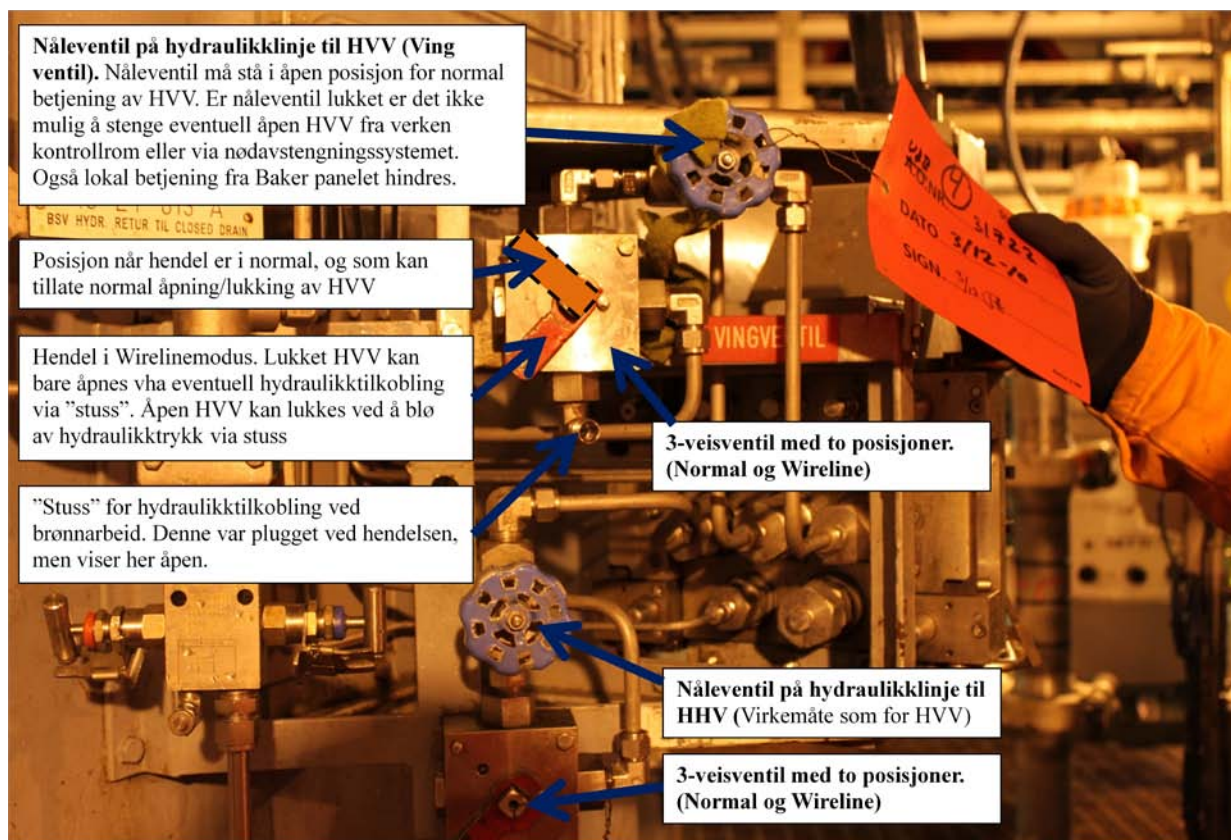 Nåleventil på hydraulikklinje til HVV (Ving
ventil). Nåleventil må stå i åpen posisjon for normal
betjening av HVV. Er nåleventil lukket er det ikke
mulig å stenge eventuell åpen HVV fra verken
kontrollrom eller via nødavstengningssystemet.
Også lokal betjening fra Baker panelet hindres.
BSV HYDR. RETUR TIL CLOSED DRAIN
Posisjon når hendel er i normal, og som kan
tillate normal åpning/lukking av HVV
Hendel i Wirelinemodus. Lukket HVV kan
bare åpnes vha eventuell hydraulikktilkobling
via ”stuss”. Åpen HVV kan lukkes ved å blø
av hydraulikktrykk via stuss
”Stuss” for hydraulikktilkobling ved
brønnarbeid. Denne var plugget ved hendelsen,
men viser her åpen.
VINGVENTIL
4
A.O.NR. 31722
DATO 3/12-10
SIGN.
3-veisventil med to posisjoner.
(Normal og Wireline)
Nåleventil på hydraulikklinje til
HHV (Virkemåte som for HVV)
3-veisventil med to posisjoner.
(Normal og Wireline)